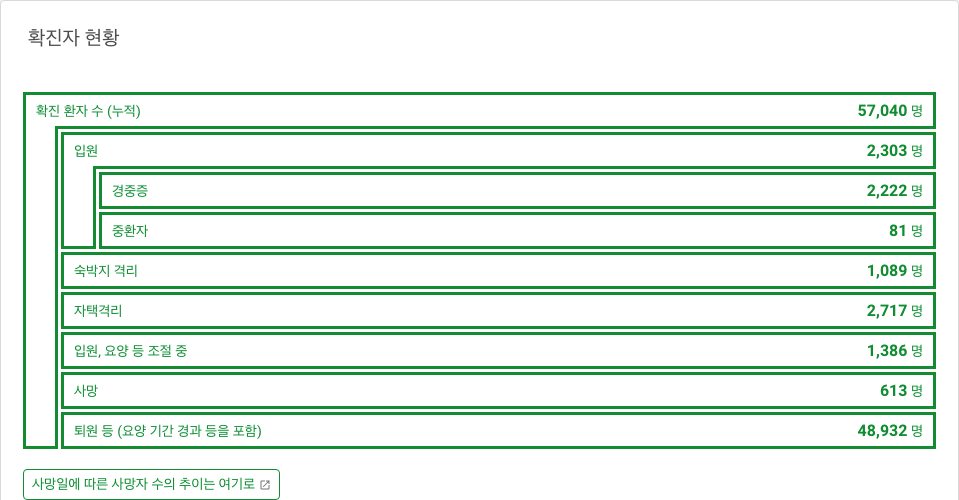 확진자 현황
확진 환자 수 (누적) 57,040 명
입원 2,303 명
경중증 2,222 명
중환자 81 명
숙박지 격리 1,089 명
자택격리 2,717 명
입원, 요양 등 조절 중 1,386 명
사망 613 명
퇴원 등 (요양 기간 경과 등을 포함) 48,932 명
사망일에 따른 사망자 수의 추이는 여기로